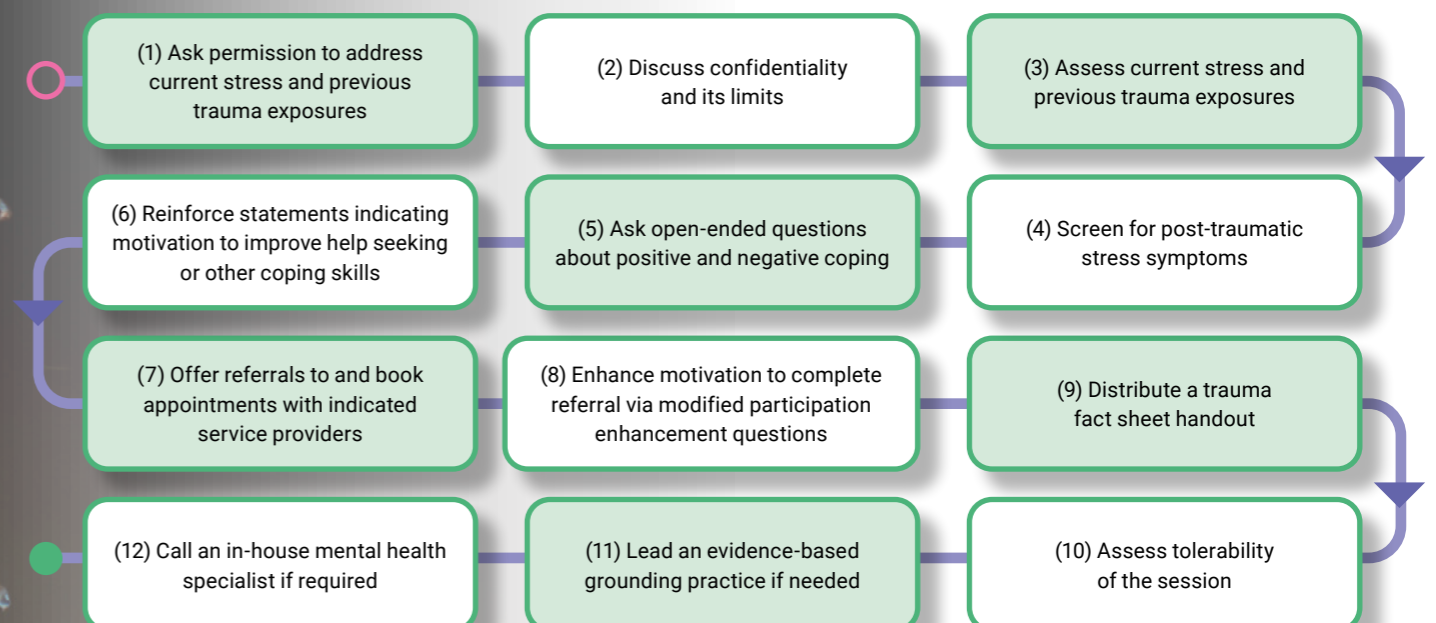 (1) Ask permission to address
current stress and previous
trauma exposures
(2) Discuss confidentiality
and its limits
(3) Assess current stress and
previous trauma exposures
(4) Screen for post-traumatic
stress symptoms
(5) Ask open-ended questions
about positive and negative coping
(6) Reinforce statements indicating
motivation to improve help seeking
or other coping skills
(7) Offer referrals to and book
appointments with indicated
service providers
(8) Enhance motivation to complete
referral via modified participation
enhancement questions
(9) Distribute a trauma
fact sheet handout
(10) Assess tolerability
of the session
(11) Lead an evidence-based
grounding practice if needed
(12) Call an in-house mental health
specialist if required